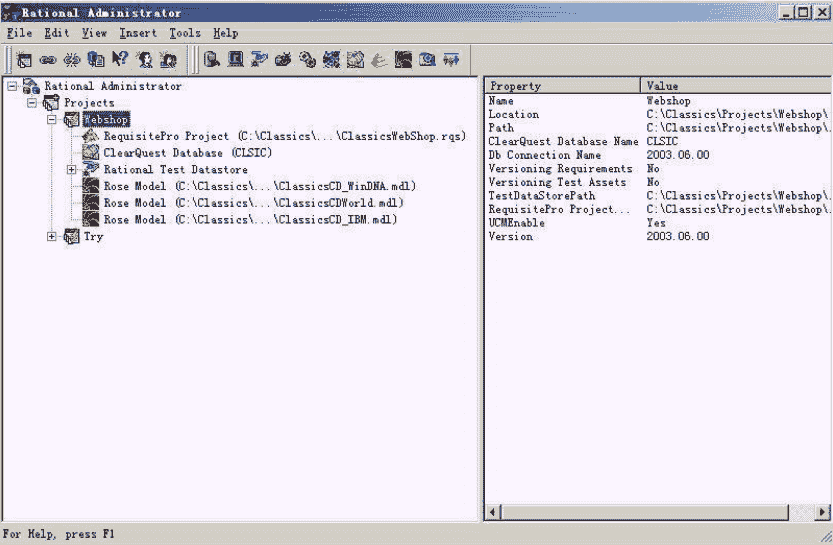 Rational Administrator
File Edit View Insert Tools Help
Rational Administrator
Projects
Webshop
RequisitePro Project (C:\Classics\...\ClassicsWebShop.rqs)
ClearQuest Database (CLSIC)
Rational Test Datastore
Rose Model (C:\Classics\...\ClassicsCD_WinDNA.mdl)
Rose Model (C:\Classics\...\ClassicsCDWorld.mdl)
Rose Model (C:\Classics\...\ClassicsCD_IBM.mdl)
Try
Property Value
Name Webshop
Location C:\Classics\Projects\Webshop\
Path C:\Classics\Projects\Webshop\.
ClearQuest Database Name CLSIC
Db Connection Name 2003.06.00
Versioning Requirements No
Versioning Test Assets No
TestDataStorePath C:\Classics\Projects\Webshop\.
RequisitePro Project... C:\Classics\Projects\Webshop\.
UCMEnable Yes
Version 2003.06.00
For Help, press F1